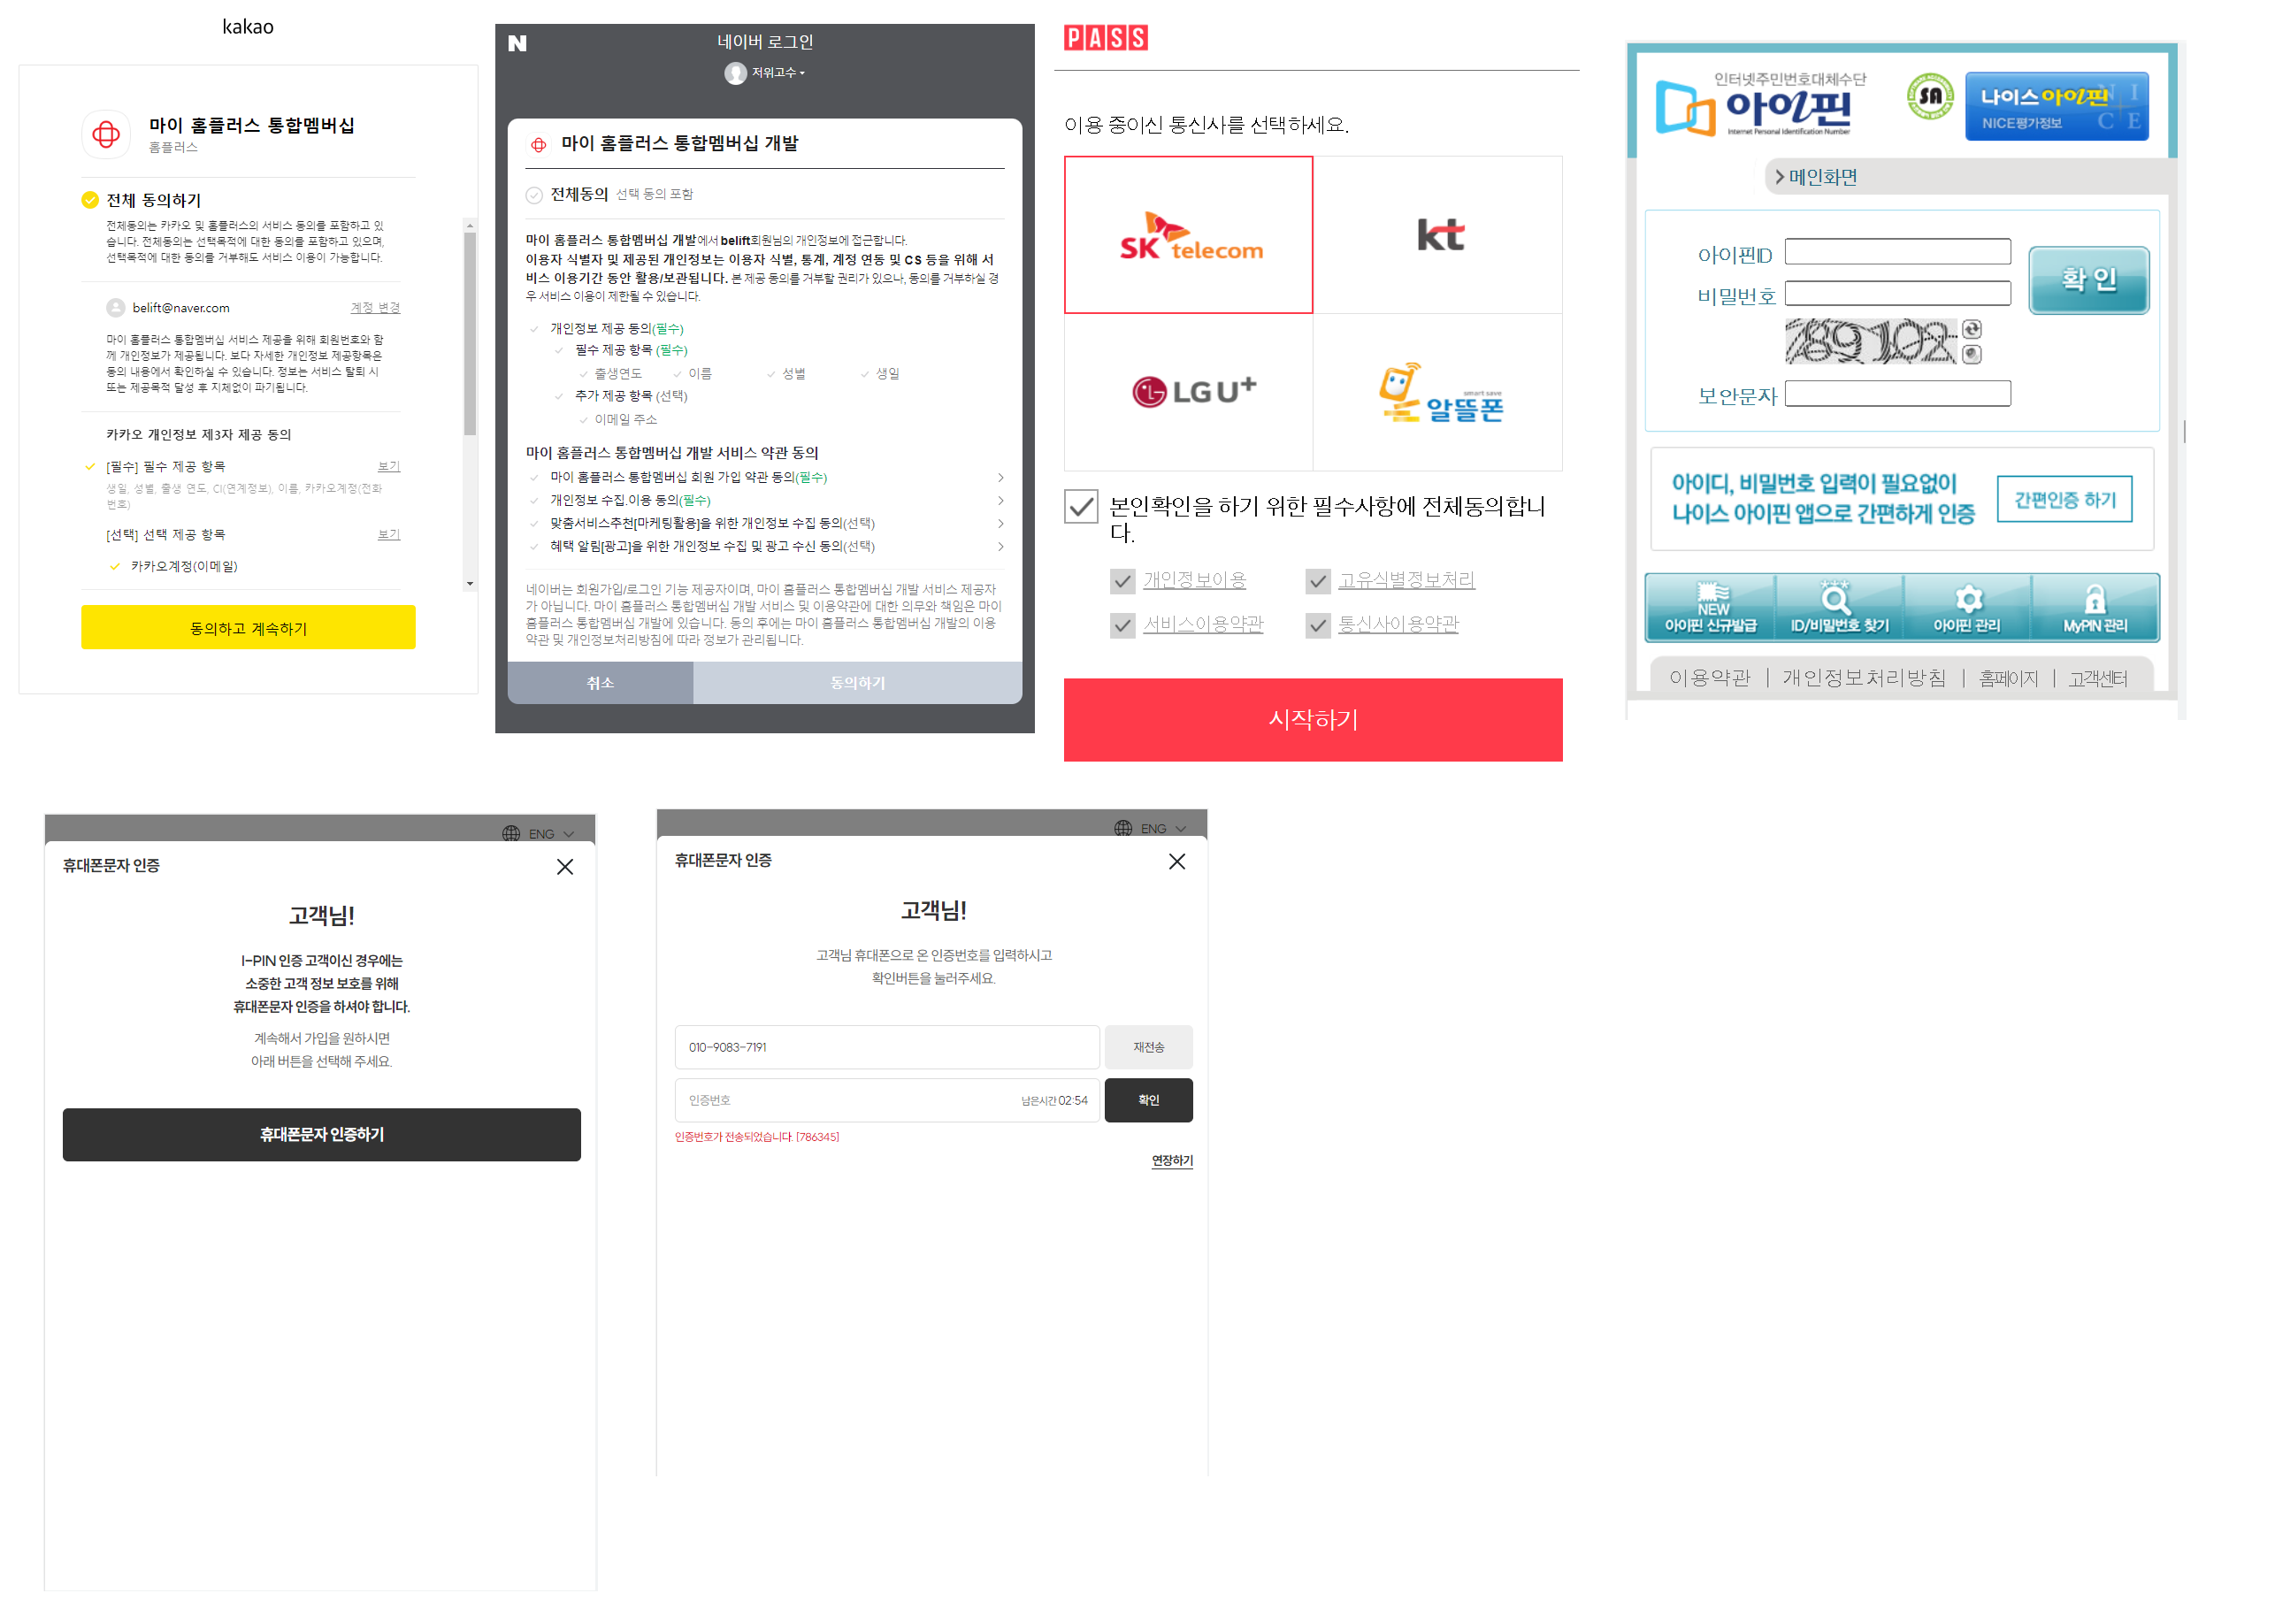 kakao
마이 홈플러스 통합멤버십
홈플러스
전체 동의하기
전체동의는 카카오 및 홈플러스의 서비스 동의를 포함하고 있
습니다. 전체동의는 선택목적에 대한 동의를 포함하고 있으며,
선택목적에 대한 동의를 거부해도 서비스 이용이 가능합니다.
belift@naver.com 계정 변경
마이 홈플러스 통합멤버십 서비스 제공을 위해 회원번호와 함
께 개인정보가 제공됩니다. 보다 자세한 개인정보 제공항목은
동의 내용에서 확인하실 수 있습니다. 정보는 서비스 탈퇴 시
또는 제공목적 달성 후 지체없이 파기됩니다.
카카오 개인정보 제3자 제공 동의
[필수] 필수 제공 항목 보기
생일, 성별, 출생 연도, CI(연계정보), 이름, 카카오계정(전화
번호)
[선택] 선택 제공 항목 보기
카카오계정(이메일)
동의하고 계속하기
N 네이버 로그인
저위고수
마이 홈플러스 통합멤버십 개발
전체동의 선택 동의 포함
마이 홈플러스 통합멤버십 개발에서 belift회원님의 개인정보에 접근합니다.
이용자 식별자 및 제공된 개인정보는 이용자 식별, 통계, 계정 연동 및 CS 등을 위해 서
비스 이용기간 동안 활용/보관됩니다. 본 제공 동의를 거부할 권리가 있으나, 동의를 거부하실 경
우 서비스 이용이 제한될 수 있습니다.
개인정보 제공 동의(필수)
필수 제공 항목 (필수)
출생연도 이름 성별 생일
추가 제공 항목 (선택)
이메일 주소
마이 홈플러스 통합멤버십 개발 서비스 약관 동의
마이 홈플러스 통합멤버십 회원 가입 약관 동의(필수)
개인정보 수집.이용 동의(필수)
맞춤서비스추천[마케팅활용]을 위한 개인정보 수집 동의(선택)
혜택 알림[광고]을 위한 개인정보 수집 및 광고 수신 동의(선택)
네이버는 회원가입/로그인 기능 제공자이며, 마이 홈플러스 통합멤버십 개발 서비스 제공자
가 아닙니다. 마이 홈플러스 통합멤버십 개발 서비스 및 이용약관에 대한 의무와 책임은 마이
홈플러스 통합멤버십 개발에 있습니다. 동의 후에는 마이 홈플러스 통합멤버십 개발의 이용
약관 및 개인정보처리방침에 따라 정보가 관리됩니다.
취소 동의하기
PASS
이용 중이신 통신사를 선택하세요.
SK telecom
kt
LG U+
smart save
알뜰폰
본인확인을 하기 위한 필수사항에 전체동의합니
다.
개인정보이용 고유식별정보처리
서비스이용약관 통신사이용약관
시작하기
인터넷주민번호대체수단
아이핀
Internet Personal Identification Number
SA
나이스아이핀
NICE평가정보
NICE
메인화면
아이핀ID
비밀번호
확인
789102
보안문자
아이디, 비밀번호 입력이 필요없이
나이스 아이핀 앱으로 간편하게 인증
간편인증 하기
NEW
아이핀 신규발급 ID/비밀번호 찾기 아이핀 관리 MyPIN 관리
이용약관 | 개인정보처리방침 | 홈페이지 | 고객센터
ENG
휴대폰문자 인증
고객님!
I-PIN 인증 고객이신 경우에는
소중한 고객 정보 보호를 위해
휴대폰문자 인증을 하셔야 합니다.
계속해서 가입을 원하시면
아래 버튼을 선택해 주세요.
휴대폰문자 인증하기
ENG
휴대폰문자 인증
고객님!
고객님 휴대폰으로 온 인증번호를 입력하시고
확인버튼을 눌러주세요.
010-9083-7191 재전송
인증번호 남은시간 02:54 확인
인증번호가 전송되었습니다. [786345]
연장하기